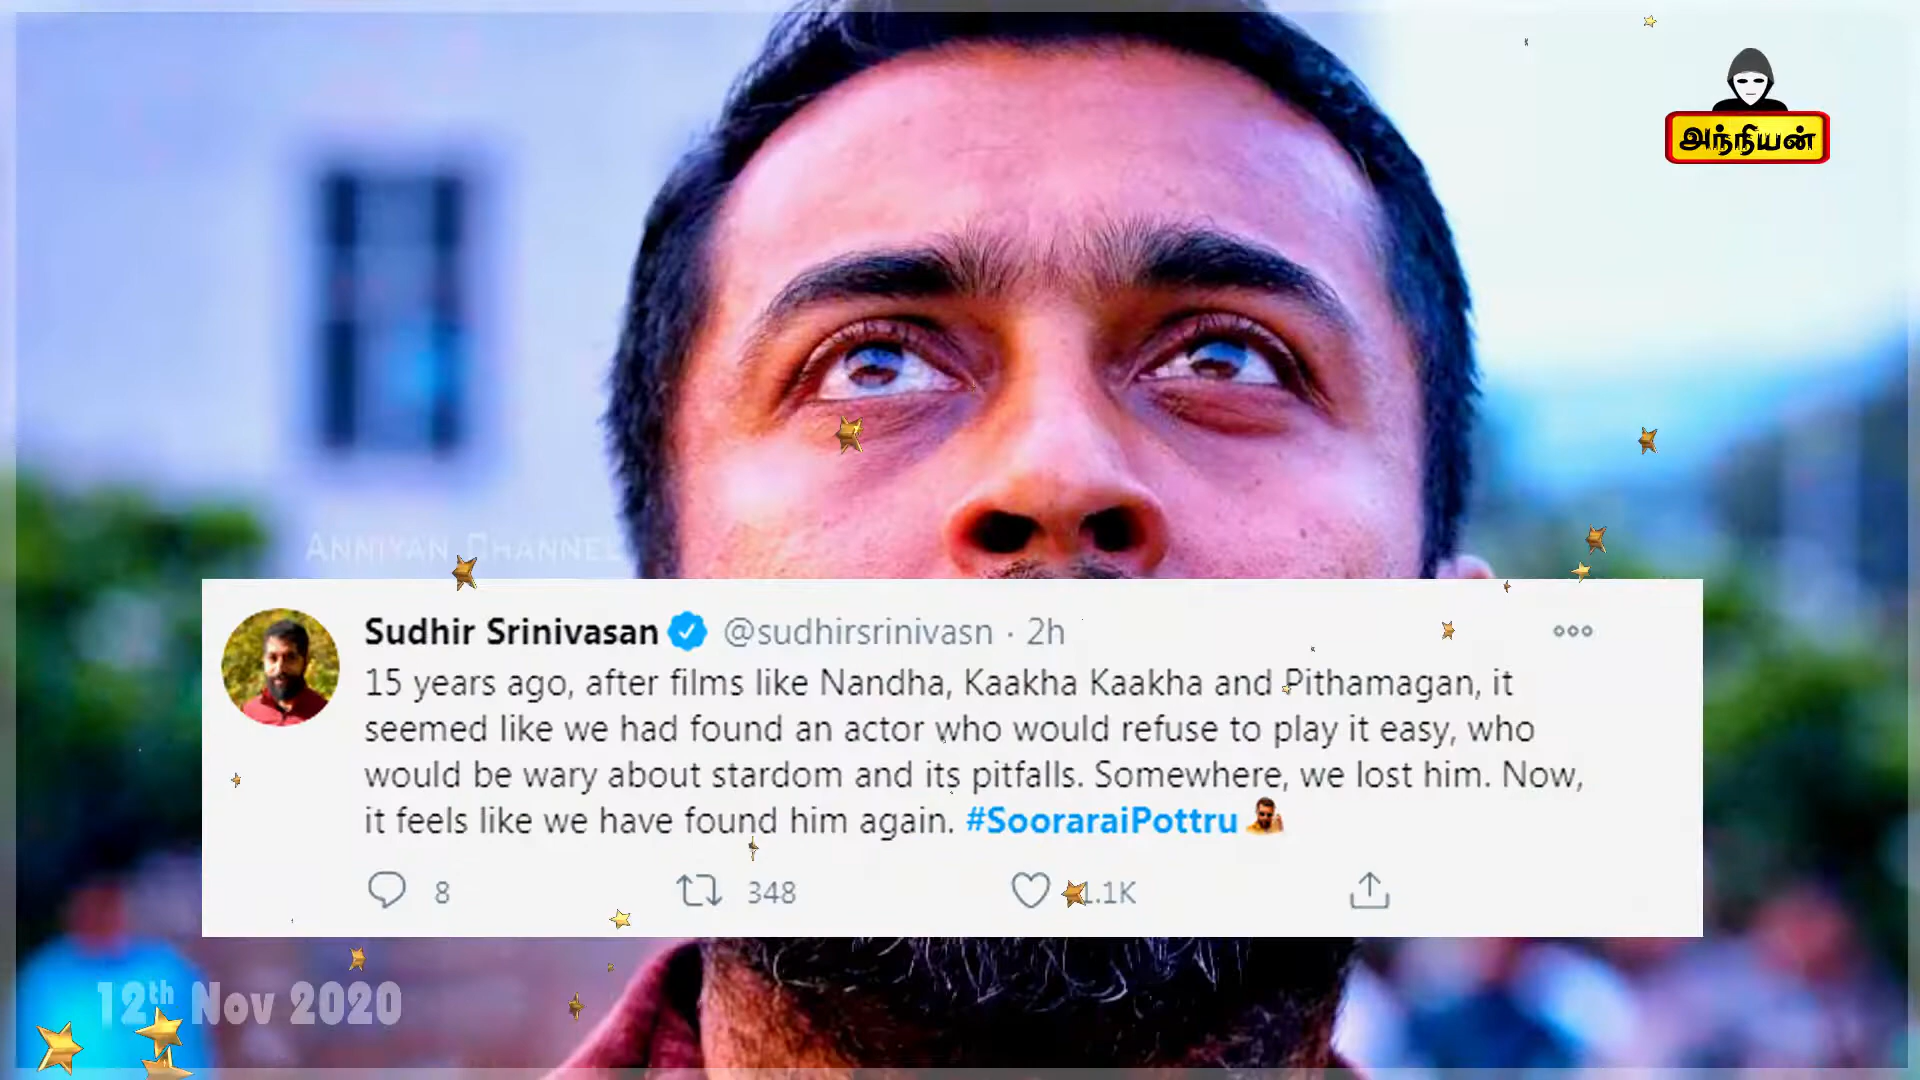 அந்நியன்
ANNIYAN CHANNEL
Sudhir Srinivasan @sudhirsrinivasn · 2h
15 years ago, after films like Nandha, Kaakha Kaakha and Pithamagan, it
seemed like we had found an actor who would refuse to play it easy, who
would be wary about stardom and its pitfalls. Somewhere, we lost him. Now,
it feels like we have found him again. #SooraraiPottru
8 348 1.1K
12th Nov 2020